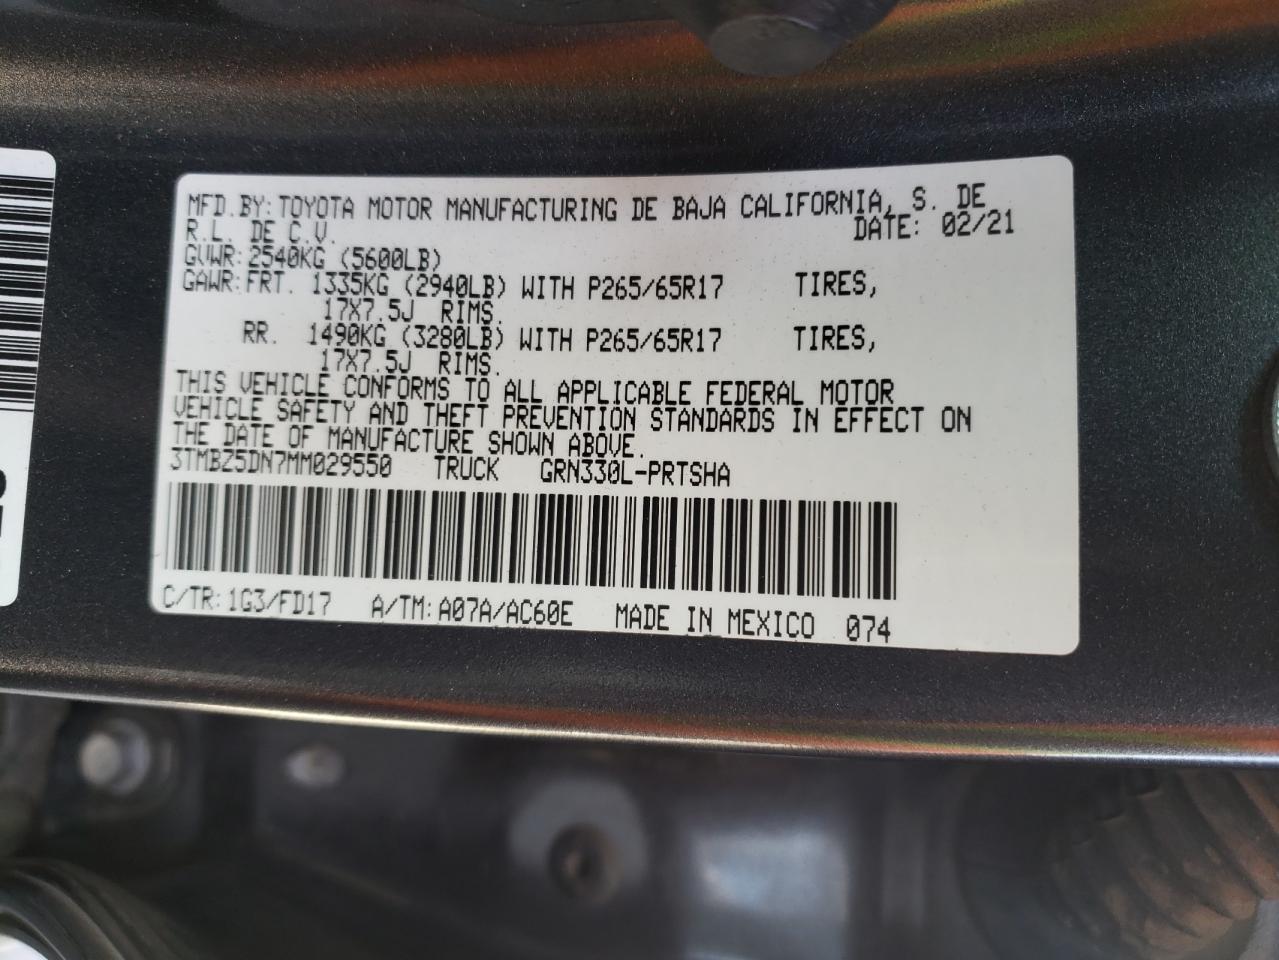 MFD.BY:TOYOTA MOTOR MANUFACTURING DE BAJA CALIFORNIA, S. DE
R.L. DE C.V. DATE: 02/21
GVWR:2540KG (5600LB)
GAWR:FRT. 1335KG (2940LB) WITH P265/65R17 TIRES,
17X7.5J RIMS.
RR. 1490KG (3280LB) WITH P265/65R17 TIRES,
17X7.5J RIMS.
THIS VEHICLE CONFORMS TO ALL APPLICABLE FEDERAL MOTOR
VEHICLE SAFETY AND THEFT PREVENTION STANDARDS IN EFFECT ON
THE DATE OF MANUFACTURE SHOWN ABOVE.
3TMBZ5DN7MM029550 TRUCK GRN330L-PRTSHA
C/TR:1G3/FD17 A/TM:A07A/AC60E MADE IN MEXICO 074